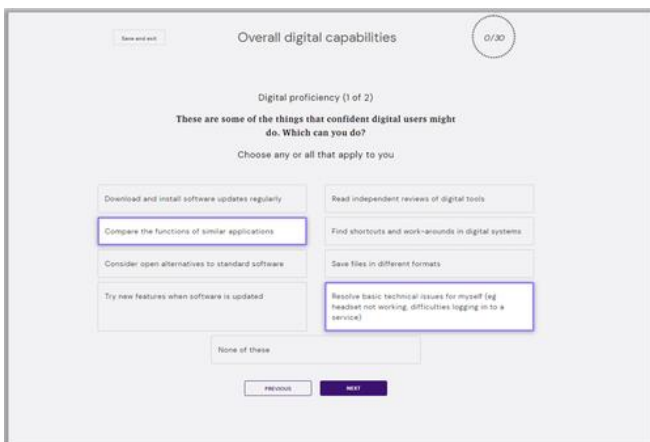 Save and exit
Overall digital capabilities
0/30
Digital proficiency (1 of 2)
These are some of the things that confident digital users might
do. Which can you do?
Choose any or all that apply to you
Download and install software updates regularly
Read independent reviews of digital tools
Compare the functions of similar applications
Find shortcuts and work-arounds in digital systems
Consider open alternatives to standard software
Save files in different formats
Try new features when software is updated
Resolve basic technical issues for myself (eg
headset not working, difficulties logging in to a
service)
None of these
PREVIOUS
NEXT